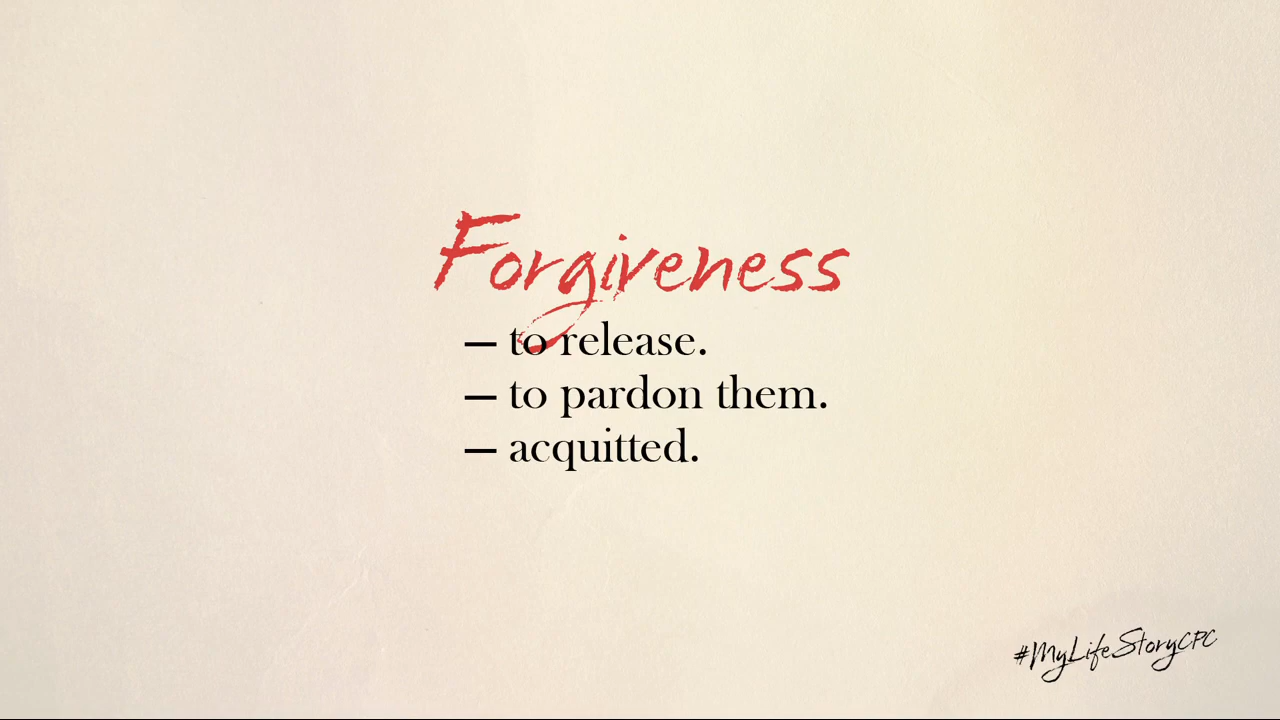 Forgiveness
— to release.
— to pardon them.
— acquitted.
#MyLifeStoryCPC